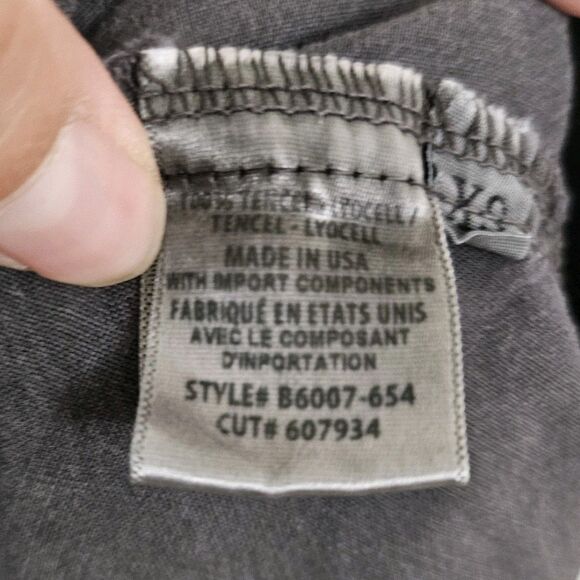 100% TENCEL - LYOCELL /
TENCEL - LYOCELL
MADE IN USA
WITH IMPORT COMPONENTS
FABRIQUÉ EN ETATS UNIS
AVEC LE COMPOSANT
D'INPORTATION
STYLE# B6007-654
CUT# 607934
XS